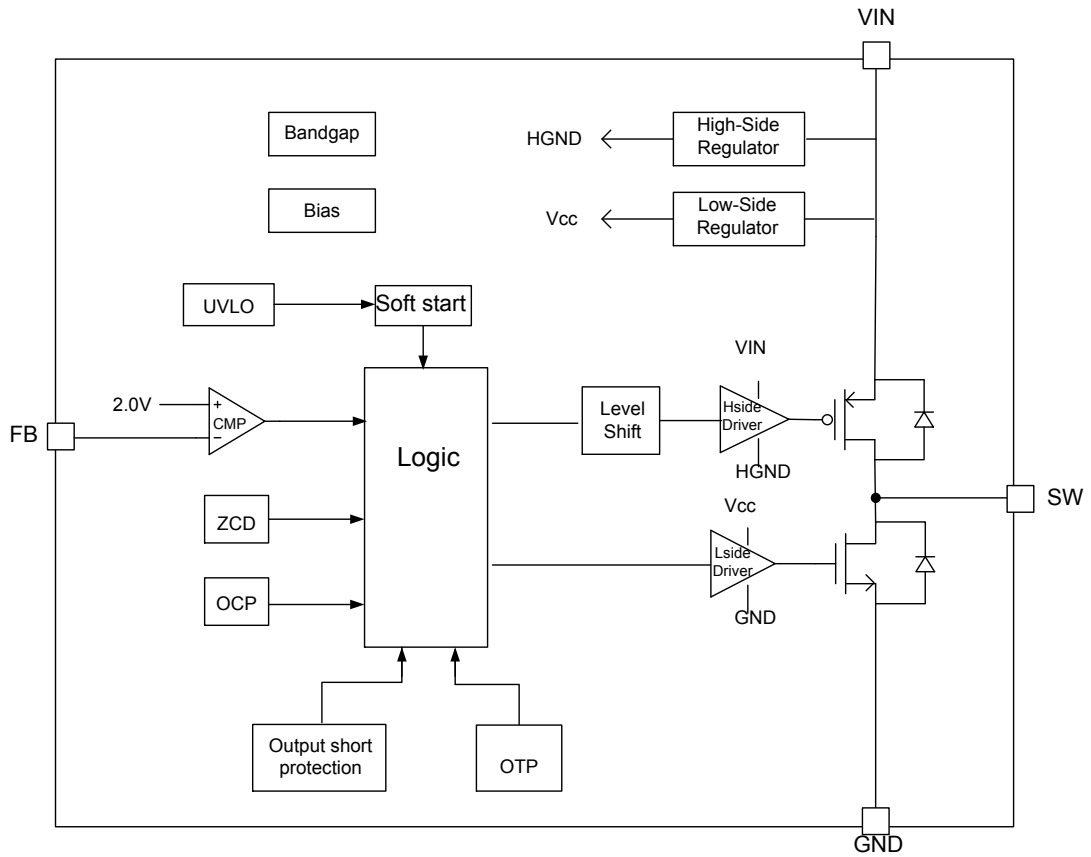 VIN
Bandgap
HGND
High-Side
Regulator
Bias
Vcc
Low-Side
Regulator
UVLO
Soft start
VIN
2.0V
+
CMP
−
FB
Logic
Level
Shift
Hside
Driver
HGND
SW
ZCD
Vcc
Lside
Driver
OCP
GND
Output short
protection
OTP
GND